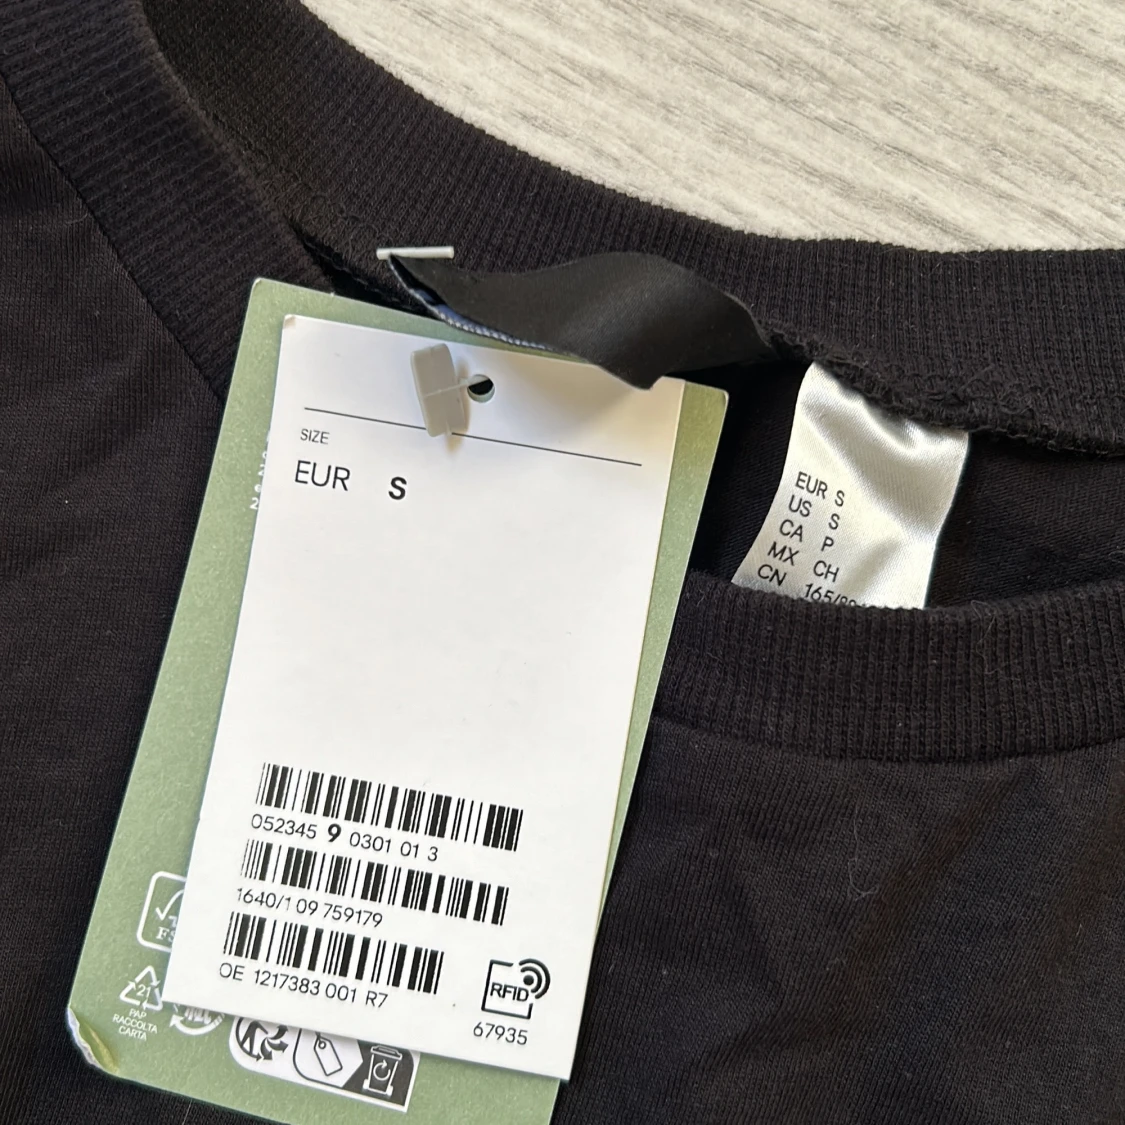 SIZE
EUR S
EUR S
US S
CA P
MX CH
CN 165/
052345 9 0301 01 3
1640/1 09 759179
OE 1217383 001 R7
RFID
67935
21
PAP
RACCOLTA
CARTA